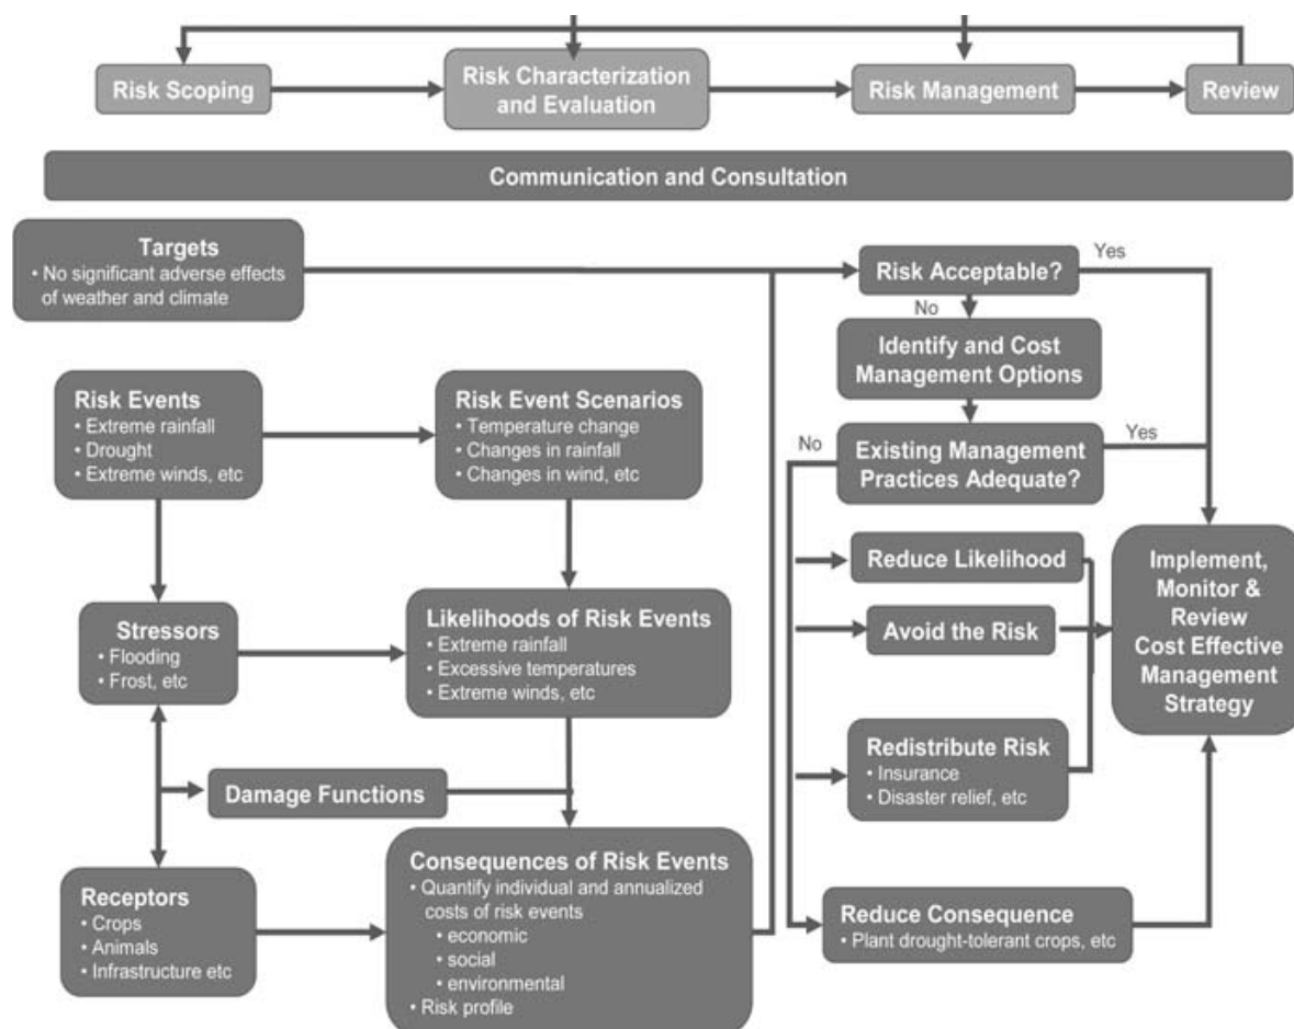 Risk Scoping
Risk Characterization
and Evaluation
Risk Management
Review
Communication and Consultation
Targets
• No significant adverse effects
of weather and climate
Risk Acceptable?
Yes
No
Identify and Cost
Management Options
Risk Events
• Extreme rainfall
• Drought
• Extreme winds, etc
Risk Event Scenarios
• Temperature change
• Changes in rainfall
• Changes in wind, etc
No
Existing Management
Practices Adequate?
Yes
Stressors
• Flooding
• Frost, etc
Likelihoods of Risk Events
• Extreme rainfall
• Excessive temperatures
• Extreme winds, etc
Reduce Likelihood
Avoid the Risk
Redistribute Risk
• Insurance
• Disaster relief, etc
Implement,
Monitor &
Review
Cost Effective
Management
Strategy
Damage Functions
Receptors
• Crops
• Animals
• Infrastructure etc
Consequences of Risk Events
• Quantify individual and annualized
costs of risk events
• economic
• social
• environmental
• Risk profile
Reduce Consequence
• Plant drought-tolerant crops, etc